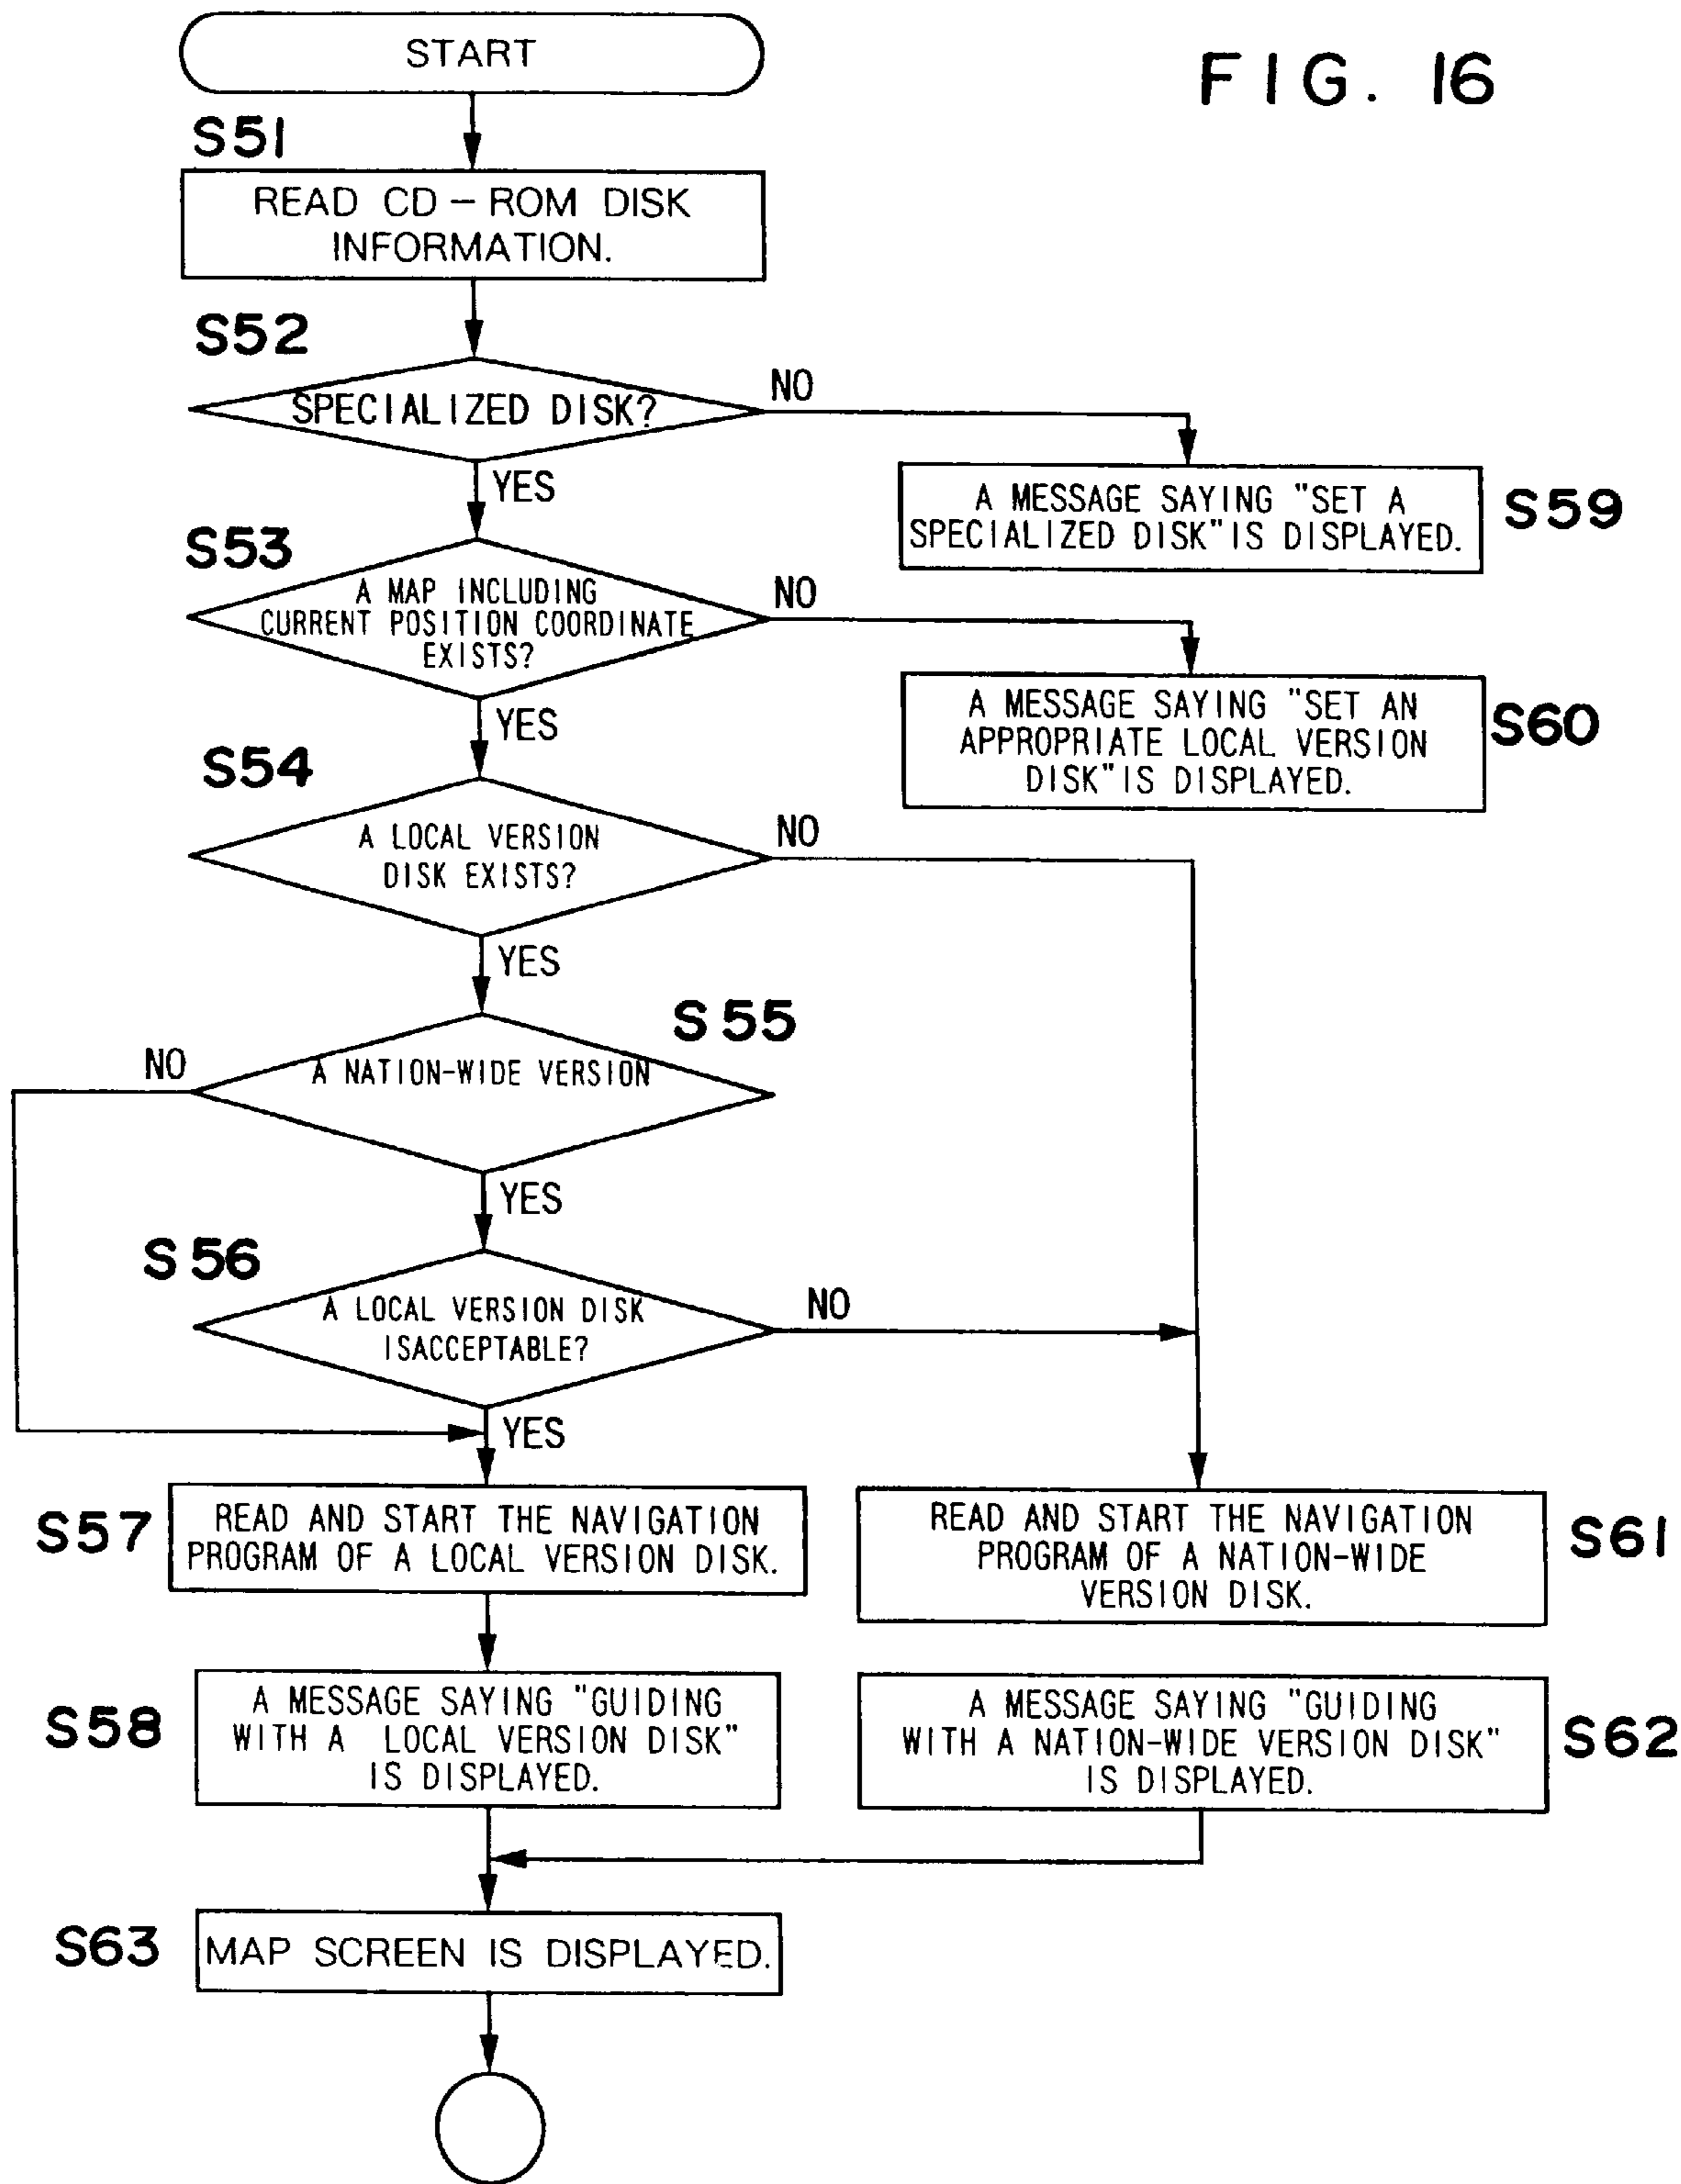 FIG. 16
START
S51
READ CD-ROM DISK
INFORMATION.
S52
SPECIALIZED DISK?
NO
YES
A MESSAGE SAYING "SET A
SPECIALIZED DISK"IS DISPLAYED.
S59
S53
A MAP INCLUDING
CURRENT POSITION COORDINATE
EXISTS?
NO
YES
A MESSAGE SAYING "SET AN
APPROPRIATE LOCAL VERSION
DISK"IS DISPLAYED.
S60
S54
A LOCAL VERSION
DISK EXISTS?
NO
YES
S55
A NATION-WIDE VERSION
NO
YES
S56
A LOCAL VERSION DISK
ISACCEPTABLE?
NO
YES
S57
READ AND START THE NAVIGATION
PROGRAM OF A LOCAL VERSION DISK.
READ AND START THE NAVIGATION
PROGRAM OF A NATION-WIDE
VERSION DISK.
S61
S58
A MESSAGE SAYING "GUIDING
WITH A LOCAL VERSION DISK"
IS DISPLAYED.
A MESSAGE SAYING "GUIDING
WITH A NATION-WIDE VERSION DISK"
IS DISPLAYED.
S62
S63
MAP SCREEN IS DISPLAYED.